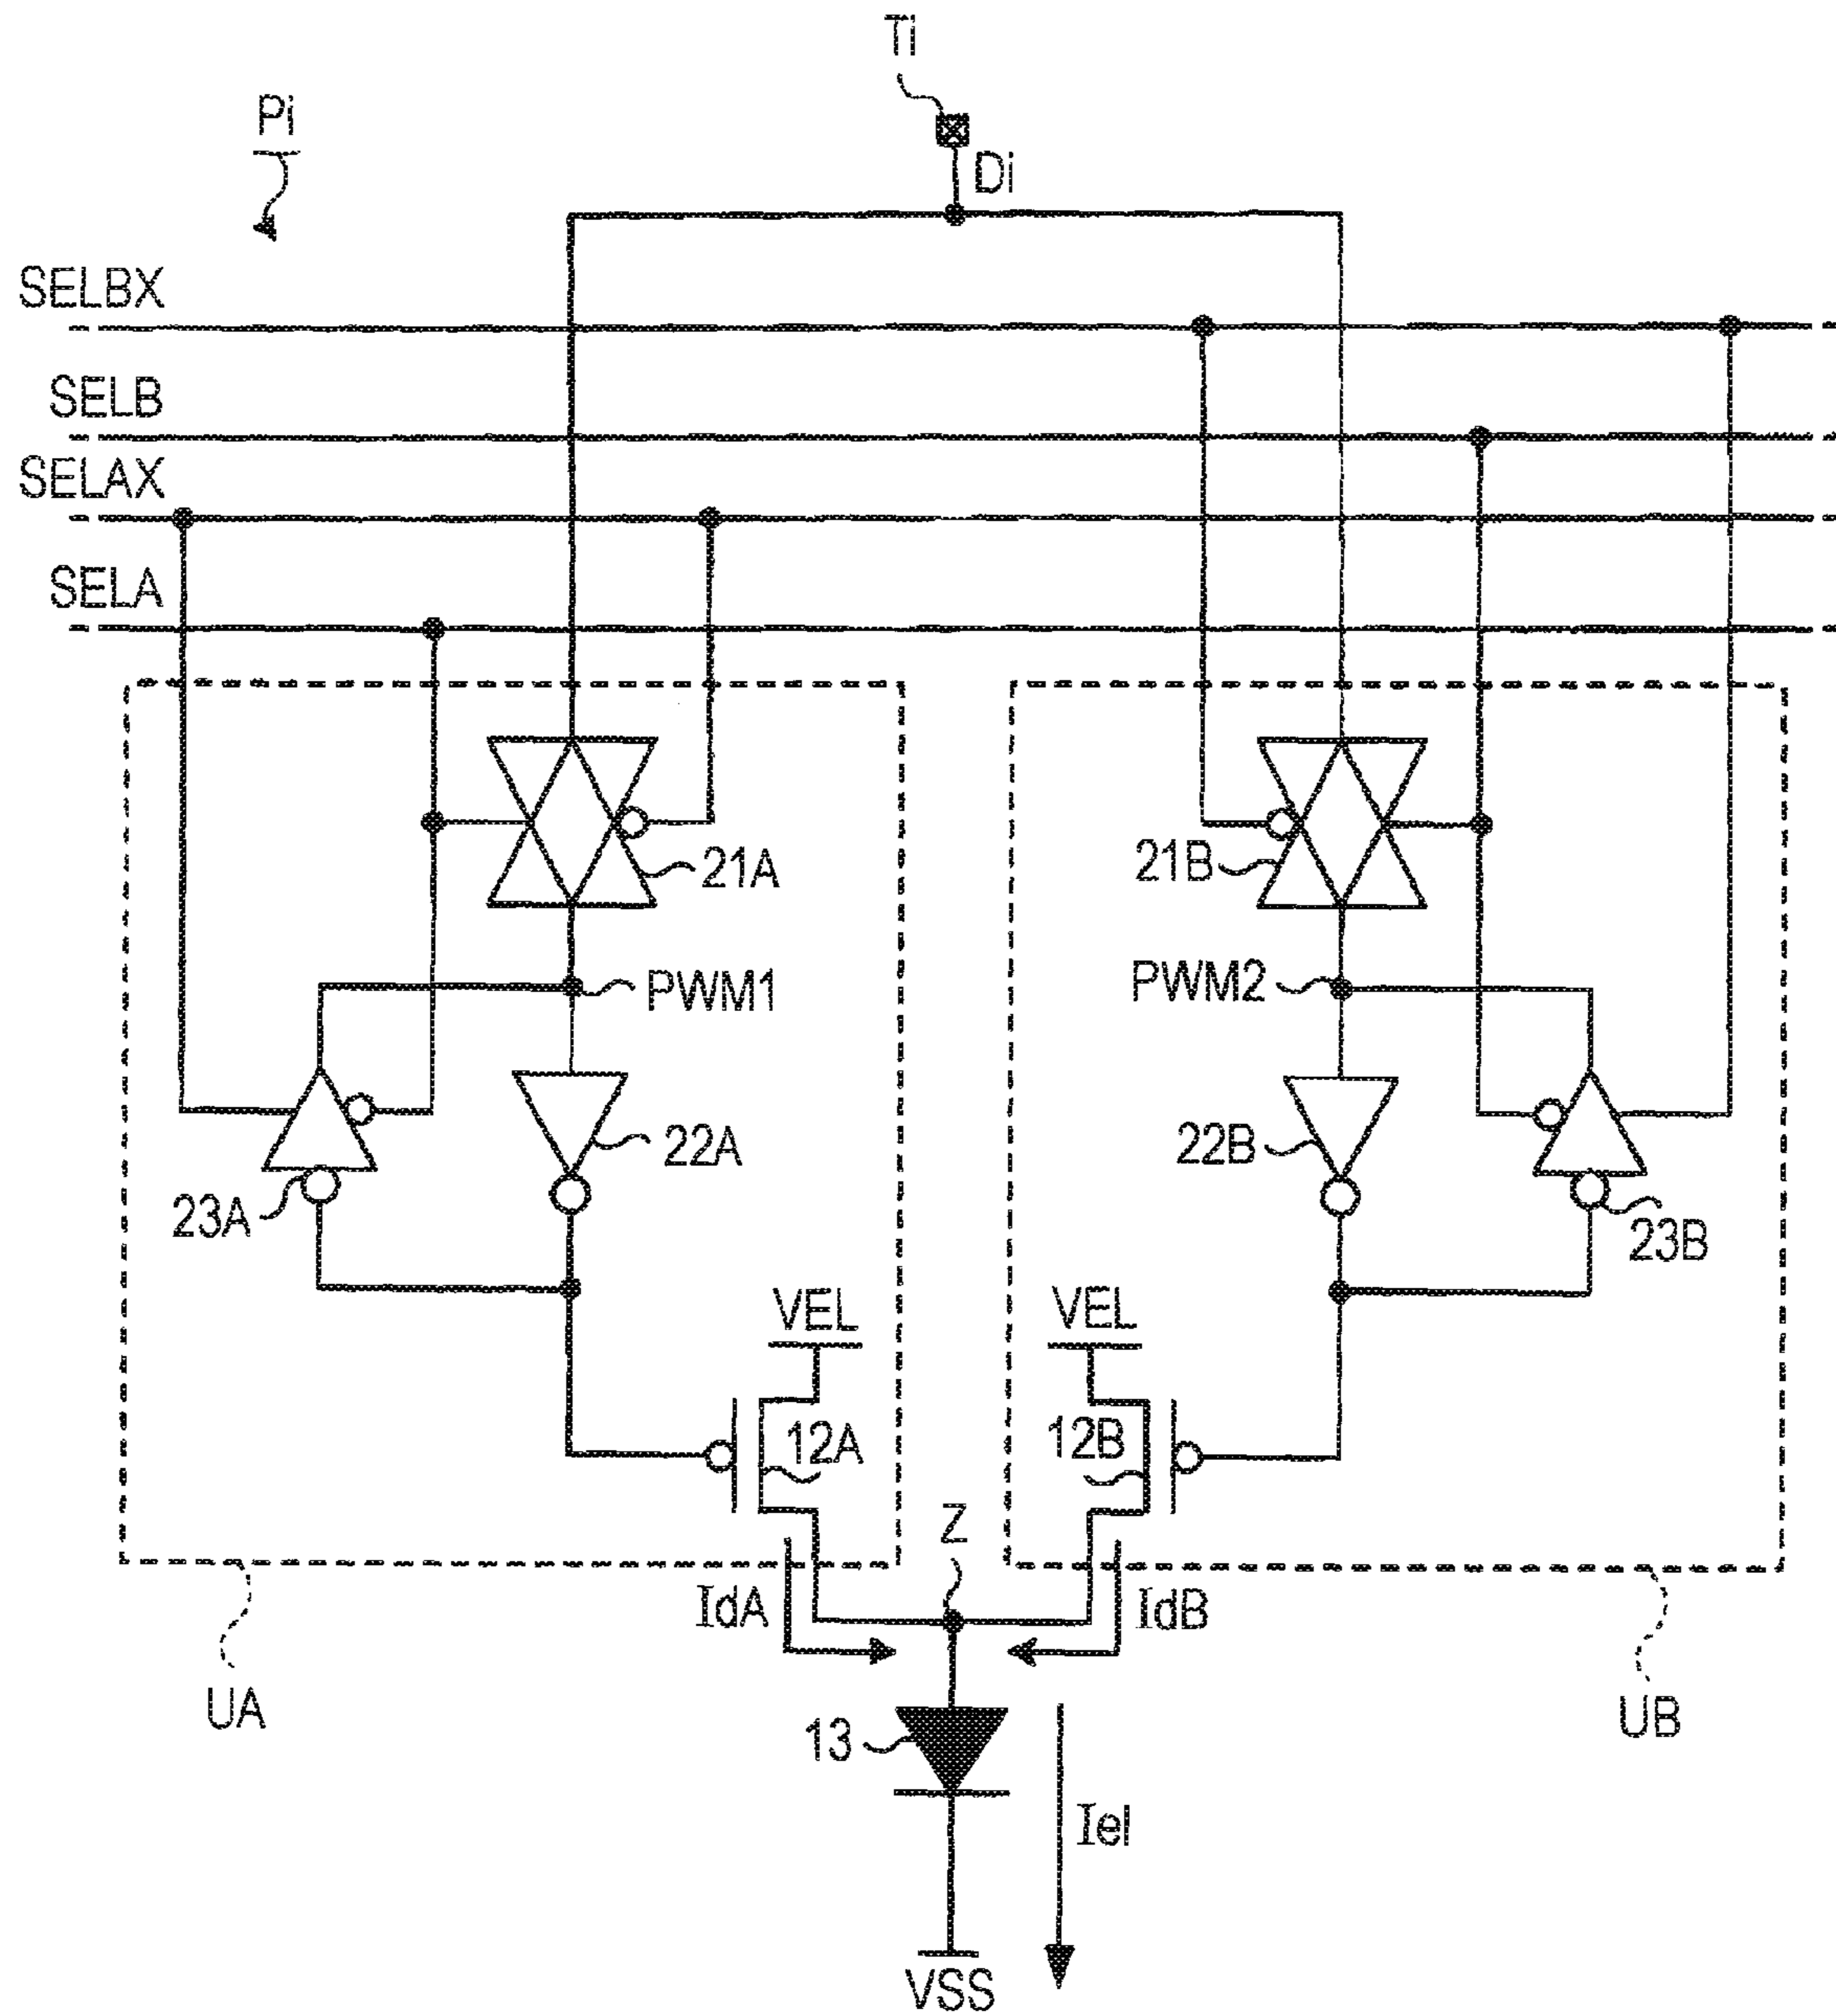 Ti
Pi
Di
SELBX
SELB
SELAX
SELA
21A
21B
PWM1
PWM2
22A
22B
23A
23B
VEL
VEL
12A
12B
Z
IdA
IdB
UA
UB
13
Iel
VSS